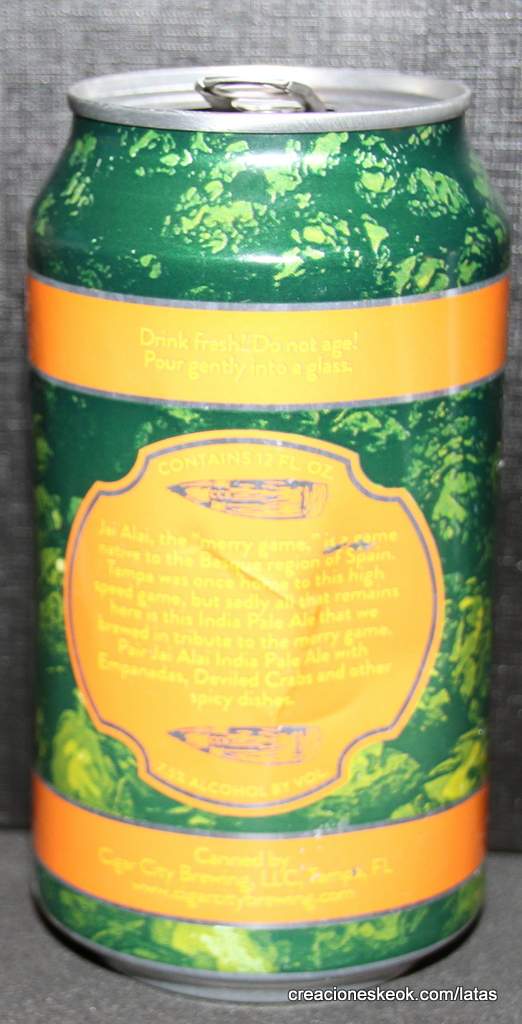 Drink fresh! Do not age!
Pour gently into a glass.
CONTAINS 12 FL OZ
Jai Alai, the "merry game," is a game
native to the Basque region of Spain.
Tampa was once home to this high
speed game, but sadly all that remains
here is this India Pale Ale that we
brewed in tribute to the merry game.
Pair Jai Alai India Pale Ale with
Empanadas, Deviled Crabs and other
spicy dishes.
ALCOHOL BY VOL
Canned by
Cigar City Brewing, LLC, Tampa, FL
www.cigarcitybrewing.com
creacioneskeok.com/latas